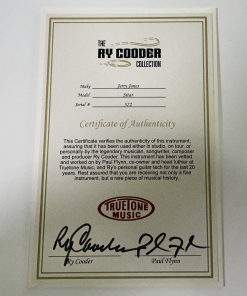 THE
RY COODER
COLLECTION
Make Jerry Jones
Model Sitar
Serial #
Certificate of Authenticity
This Certificate verifies the authenticity of this instrument,
assuring that it has been used either in studio, on tour, or
personally by the legendary musician, songwriter, composer
and producer Ry Cooder. This instrument has been vetted
and worked on by Paul Flynn, co-owner and head luthier of
Truetone Music, and Ry's personal guitar tech for the last 20
years. Rest assured that you are receiving not only a fine
instrument, but a rare piece of musical history.
TRUETONE
MUSIC
Ry Cooder
Ry Cooder Paul Flynn